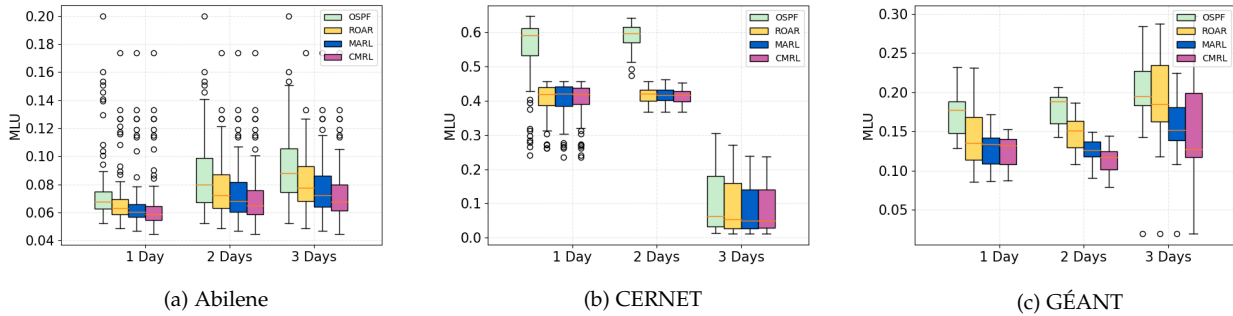 MLU
0.20
0.18
0.16
0.14
0.12
0.10
0.08
0.06
0.04
1 Day
2 Days
3 Days
OSPF
ROAR
MARL
CMRL
(a) Abilene
MLU
0.6
0.5
0.4
0.3
0.2
0.1
0.0
1 Day
2 Days
3 Days
OSPF
ROAR
MARL
CMRL
(b) CERNET
MLU
0.30
0.25
0.20
0.15
0.10
0.05
1 Day
2 Days
3 Days
OSPF
ROAR
MARL
CMRL
(c) GÉANT